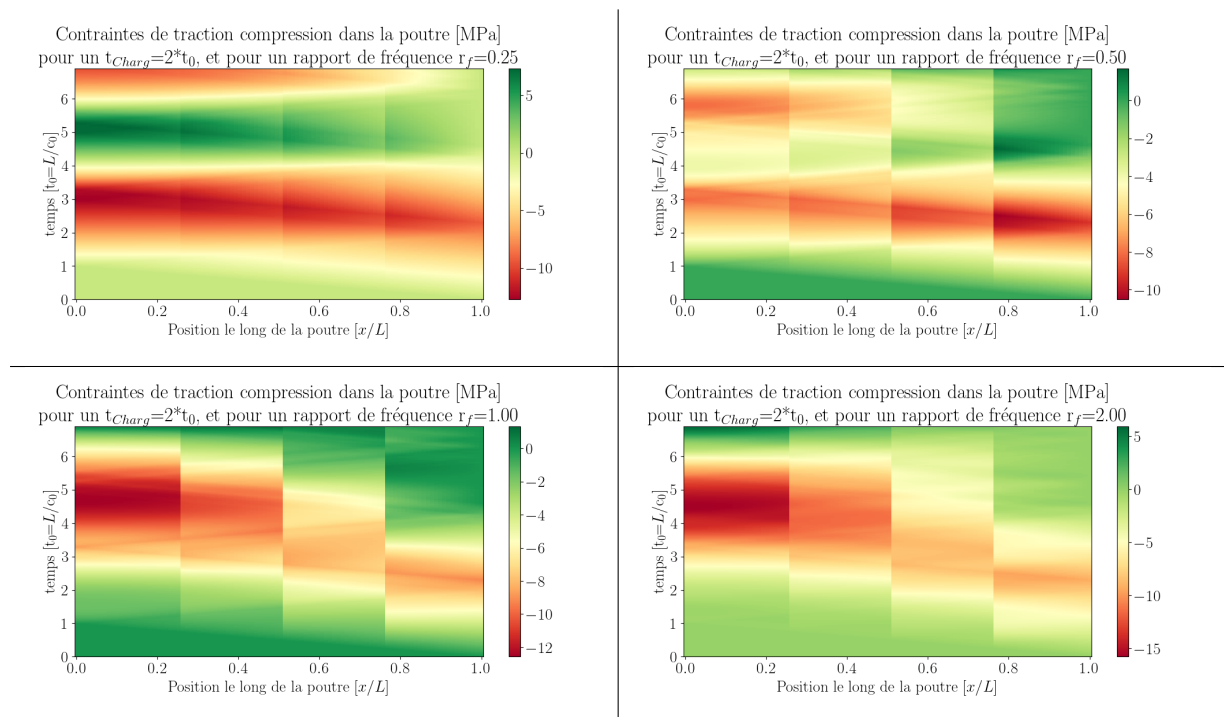 Contraintes de traction compression dans la poutre [MPa]
pour un t_Charg=2*t_0, et pour un rapport de fréquence r_f=0.25
temps [t_0=L/c_0]
6
5
4
3
2
1
0
0.0 0.2 0.4 0.6 0.8 1.0
Position le long de la poutre [x/L]
5
0
−5
−10
Contraintes de traction compression dans la poutre [MPa]
pour un t_Charg=2*t_0, et pour un rapport de fréquence r_f=0.50
temps [t_0=L/c_0]
6
5
4
3
2
1
0
0.0 0.2 0.4 0.6 0.8 1.0
Position le long de la poutre [x/L]
0
−2
−4
−6
−8
−10
Contraintes de traction compression dans la poutre [MPa]
pour un t_Charg=2*t_0, et pour un rapport de fréquence r_f=1.00
temps [t_0=L/c_0]
6
5
4
3
2
1
0
0.0 0.2 0.4 0.6 0.8 1.0
Position le long de la poutre [x/L]
0
−2
−4
−6
−8
−10
−12
Contraintes de traction compression dans la poutre [MPa]
pour un t_Charg=2*t_0, et pour un rapport de fréquence r_f=2.00
temps [t_0=L/c_0]
6
5
4
3
2
1
0
0.0 0.2 0.4 0.6 0.8 1.0
Position le long de la poutre [x/L]
5
0
−5
−10
−15